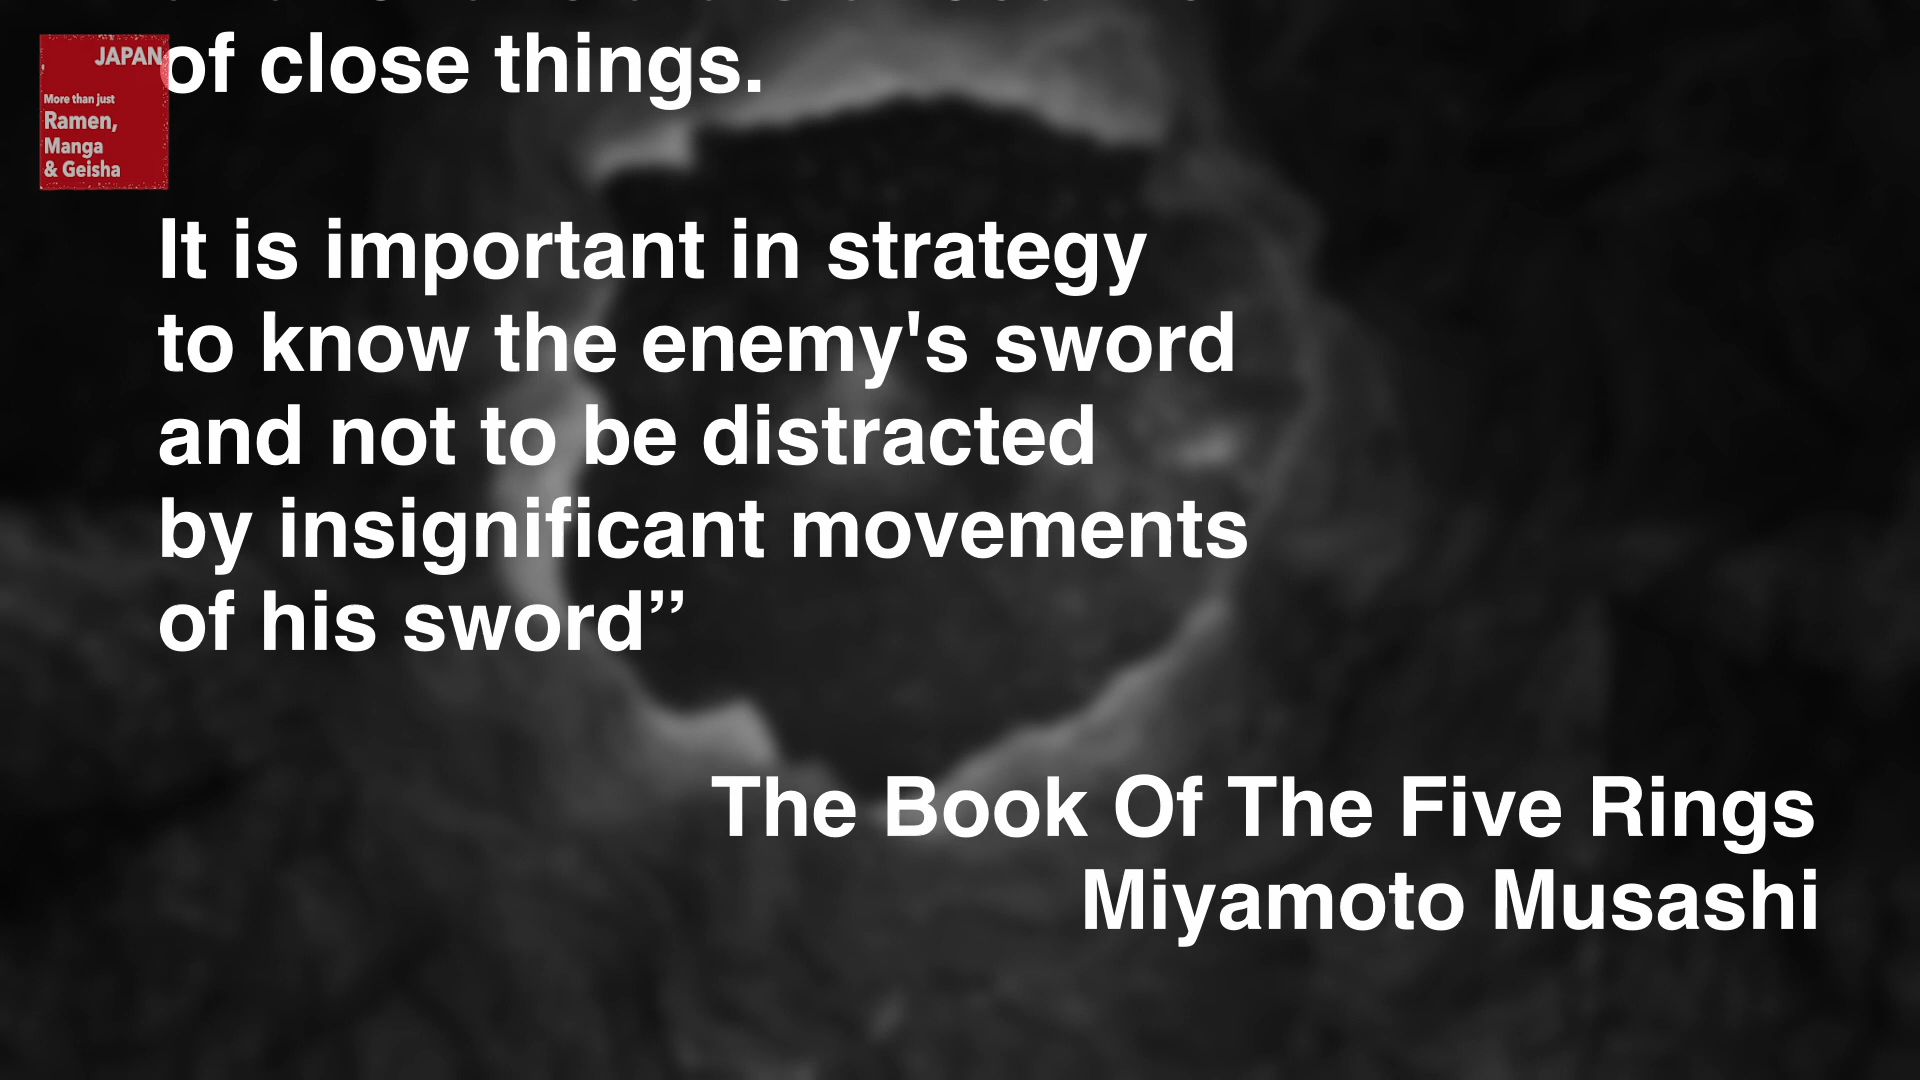 JAPAN
More than just
Ramen,
Manga
& Geisha
of close things.
It is important in strategy
to know the enemy's sword
and not to be distracted
by insignificant movements
of his sword”
The Book Of The Five Rings
Miyamoto Musashi